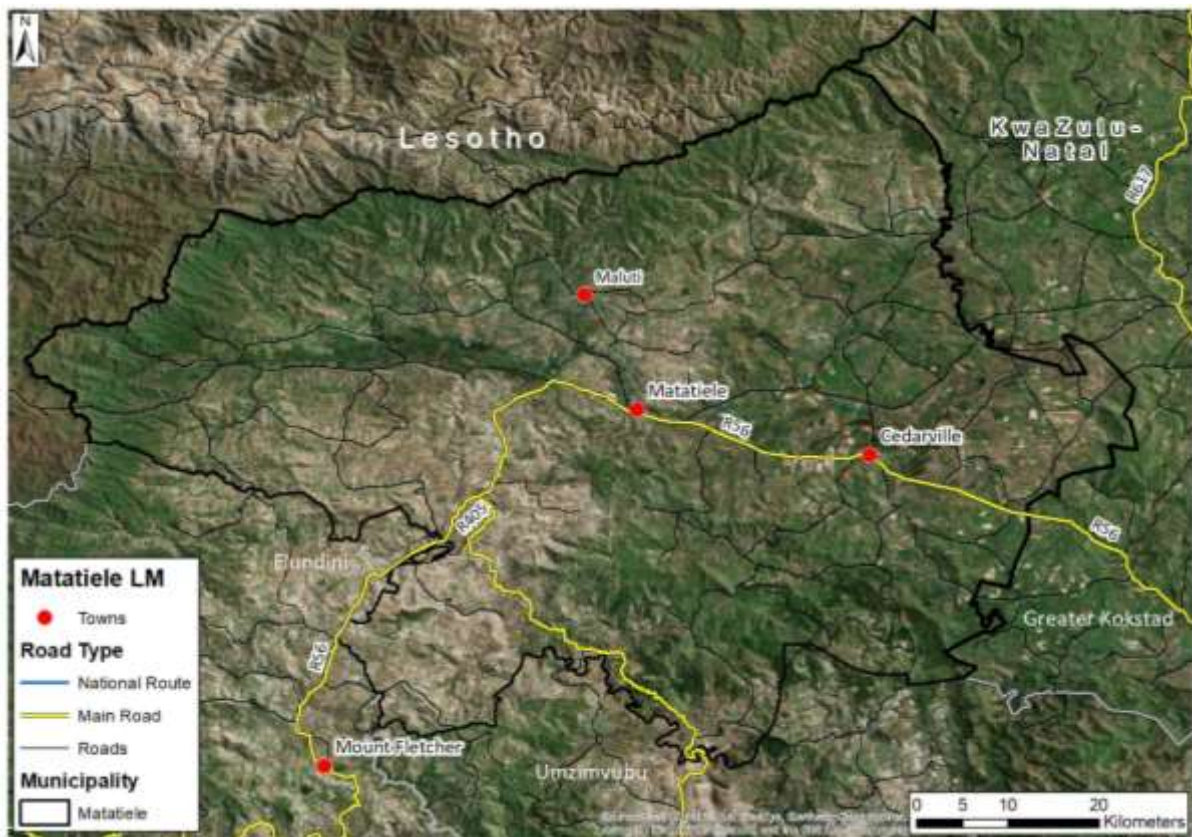 N
Lesotho
KwaZulu-
Natal
R617
Maluti
Matatiele
R56
Cedarville
R405
R56
Elundini
Greater Kokstad
R56
Mount Fletcher
Umzimvubu
Matatiele LM
Towns
Road Type
National Route
Main Road
Roads
Municipality
Matatiele
0 5 10 20
Kilometers